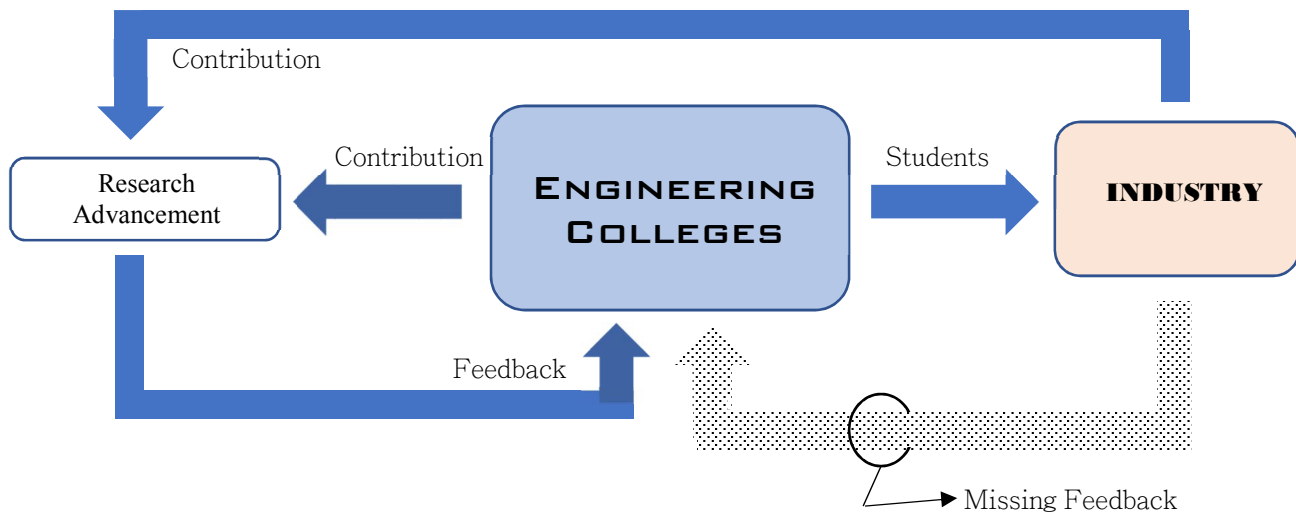 Contribution
Contribution
Students
Research
Advancement
ENGINEERING
COLLEGES
INDUSTRY
Feedback
Missing Feedback